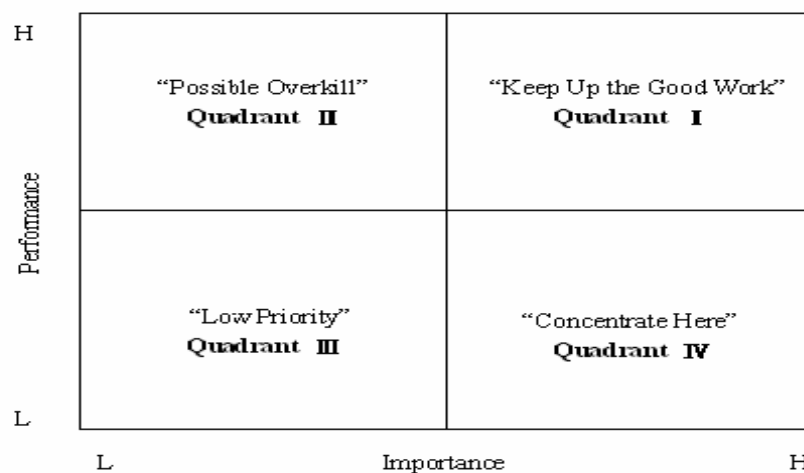 H
“Possible Overkill”
Quadrant II
“Keep Up the Good Work”
Quadrant I
Performance
“Low Priority”
Quadrant III
“Concentrate Here”
Quadrant IV
L
L Importance H